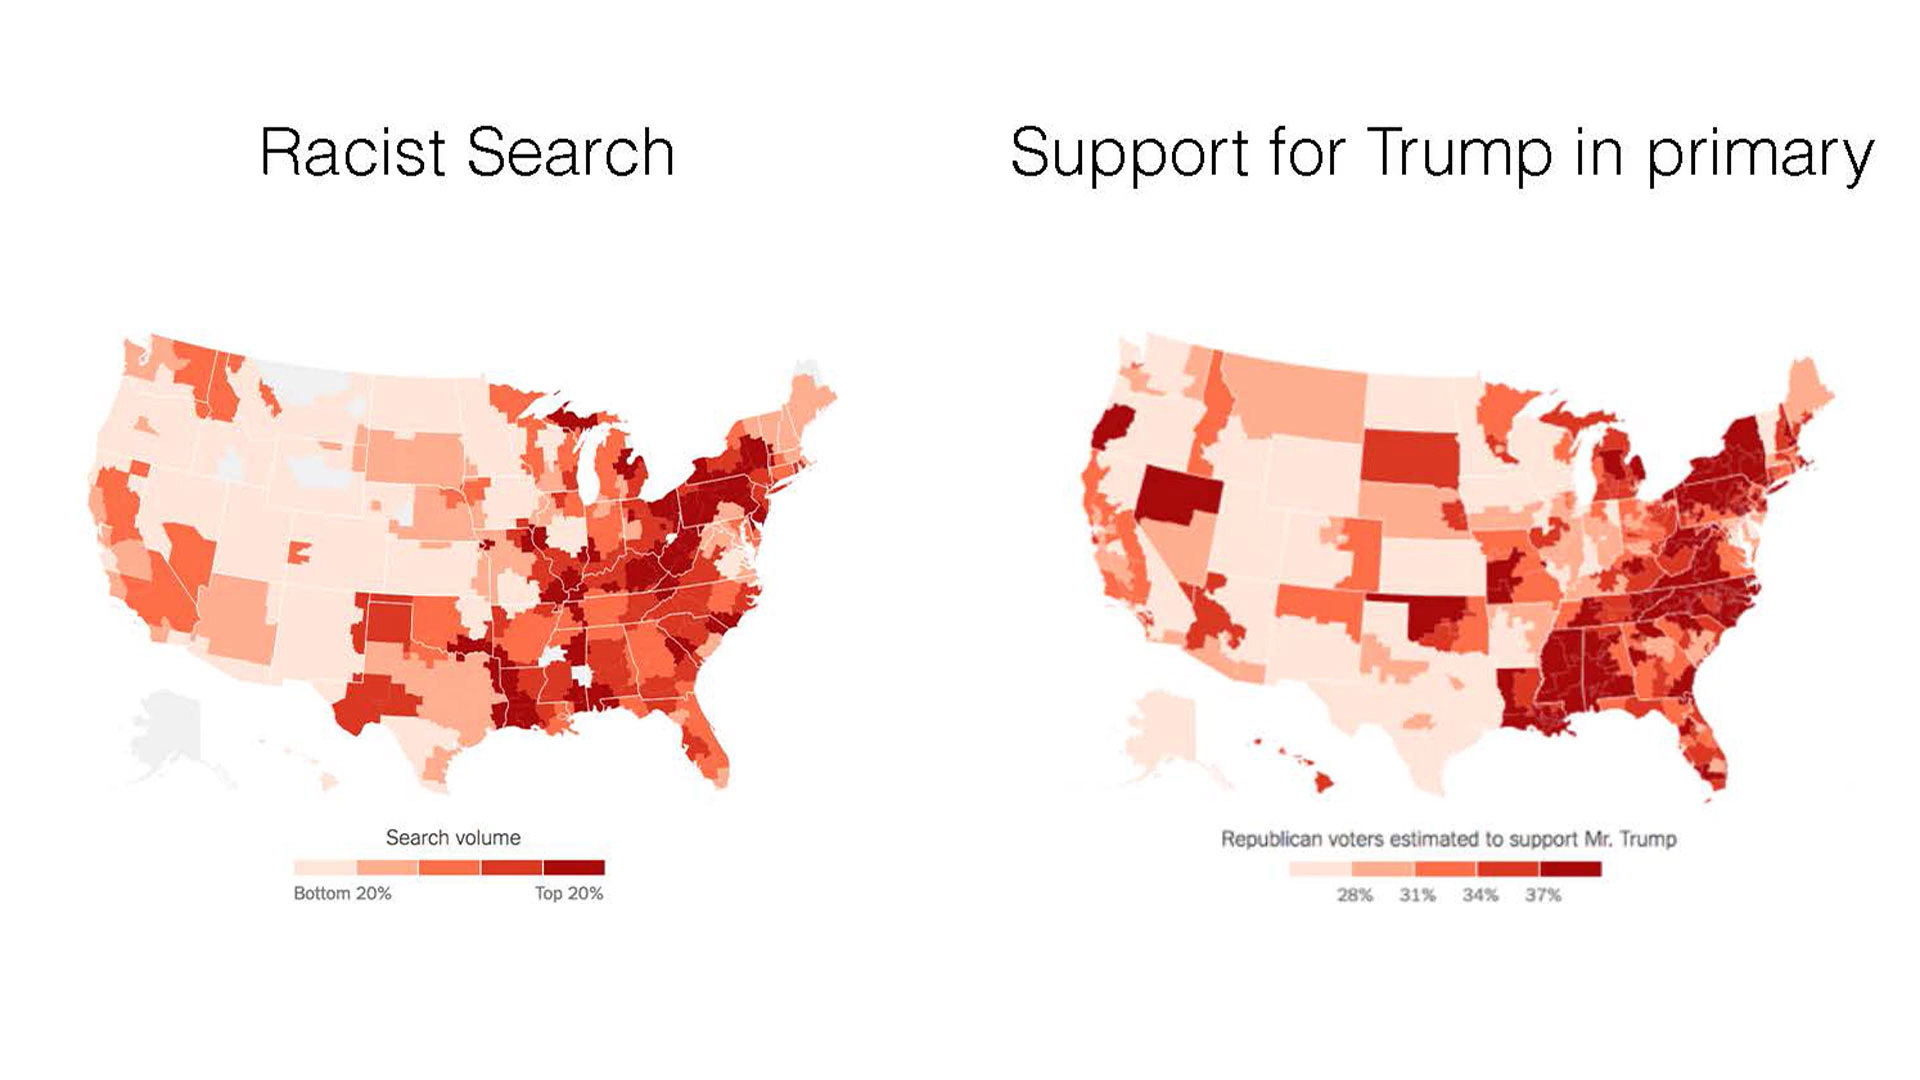 Racist Search
Support for Trump in primary
Search volume
Bottom 20%
Top 20%
Republican voters estimated to support Mr. Trump
28% 31% 34% 37%